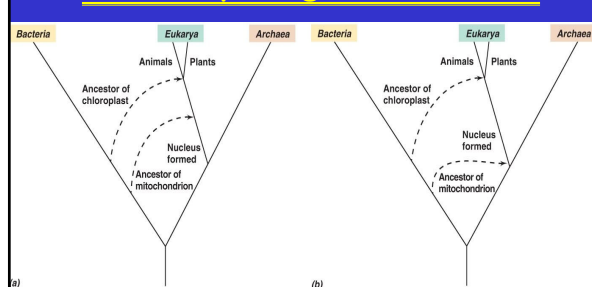 Bacteria
Eukarya
Archaea
Animals
Plants
Ancestor of
chloroplast
Nucleus
formed
Ancestor of
mitochondrion
(a)
Bacteria
Eukarya
Archaea
Animals
Plants
Ancestor of
chloroplast
Nucleus
formed
Ancestor of
mitochondrion
(b)